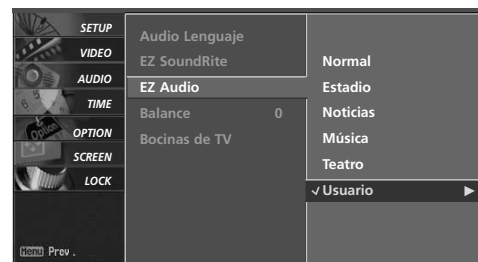 SETUP
VIDEO
AUDIO
TIME
OPTION
SCREEN
LOCK
Menu Prev.
Audio Lenguaje
EZ SoundRite
EZ Audio
Balance 0
Bocinas de TV
Normal
Estadio
Noticias
Música
Teatro
✓ Usuario ▶